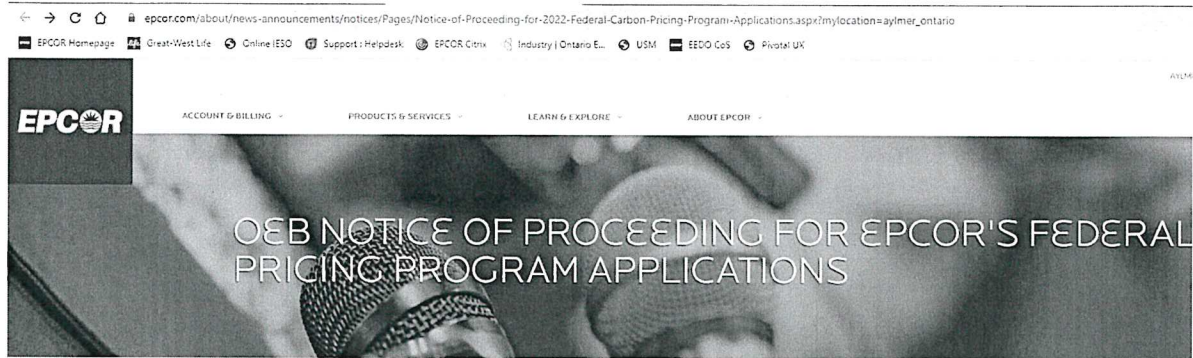 epcor.com/about/news-announcements/notices/Pages/Notice-of-Proceeding-for-2022-Federal-Carbon-Pricing-Program-Applications.aspx?mylocation=aylmer_ontario
EPCOR Homepage Great-West Life Online IESO Support : Helpdesk EPCOR Citrix Industry | Ontario E... USM EEDO CoS Pivotal UX
AYLM
EPCOR
ACCOUNT & BILLING PRODUCTS & SERVICES LEARN & EXPLORE ABOUT EPCOR
OEB NOTICE OF PROCEEDING FOR EPCOR'S FEDERAL
PRICING PROGRAM APPLICATIONS